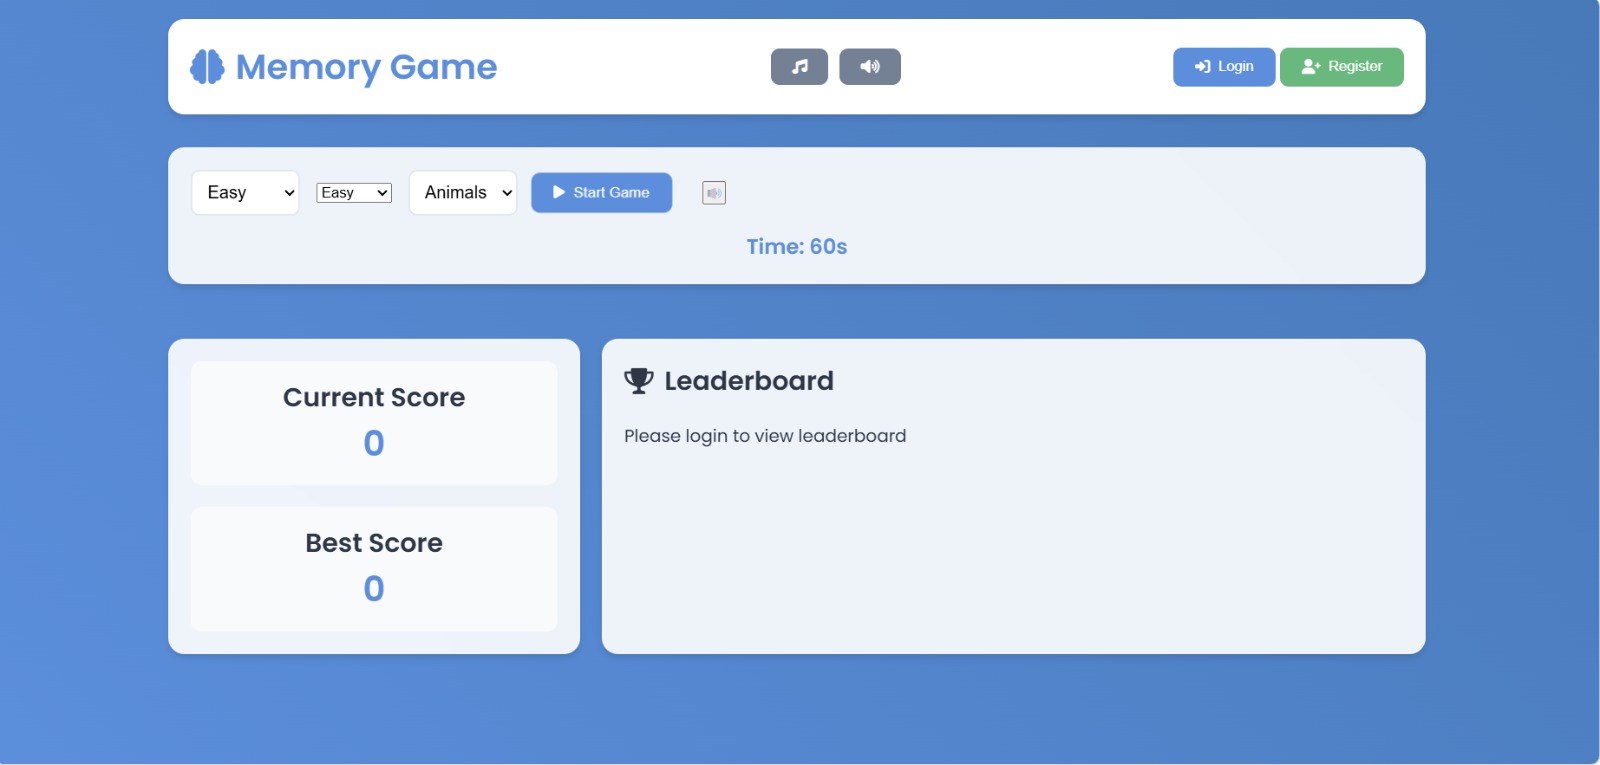 Memory Game
Login
Register
Easy
Easy
Animals
Start Game
Time: 60s
Current Score
0
Best Score
0
Leaderboard
Please login to view leaderboard